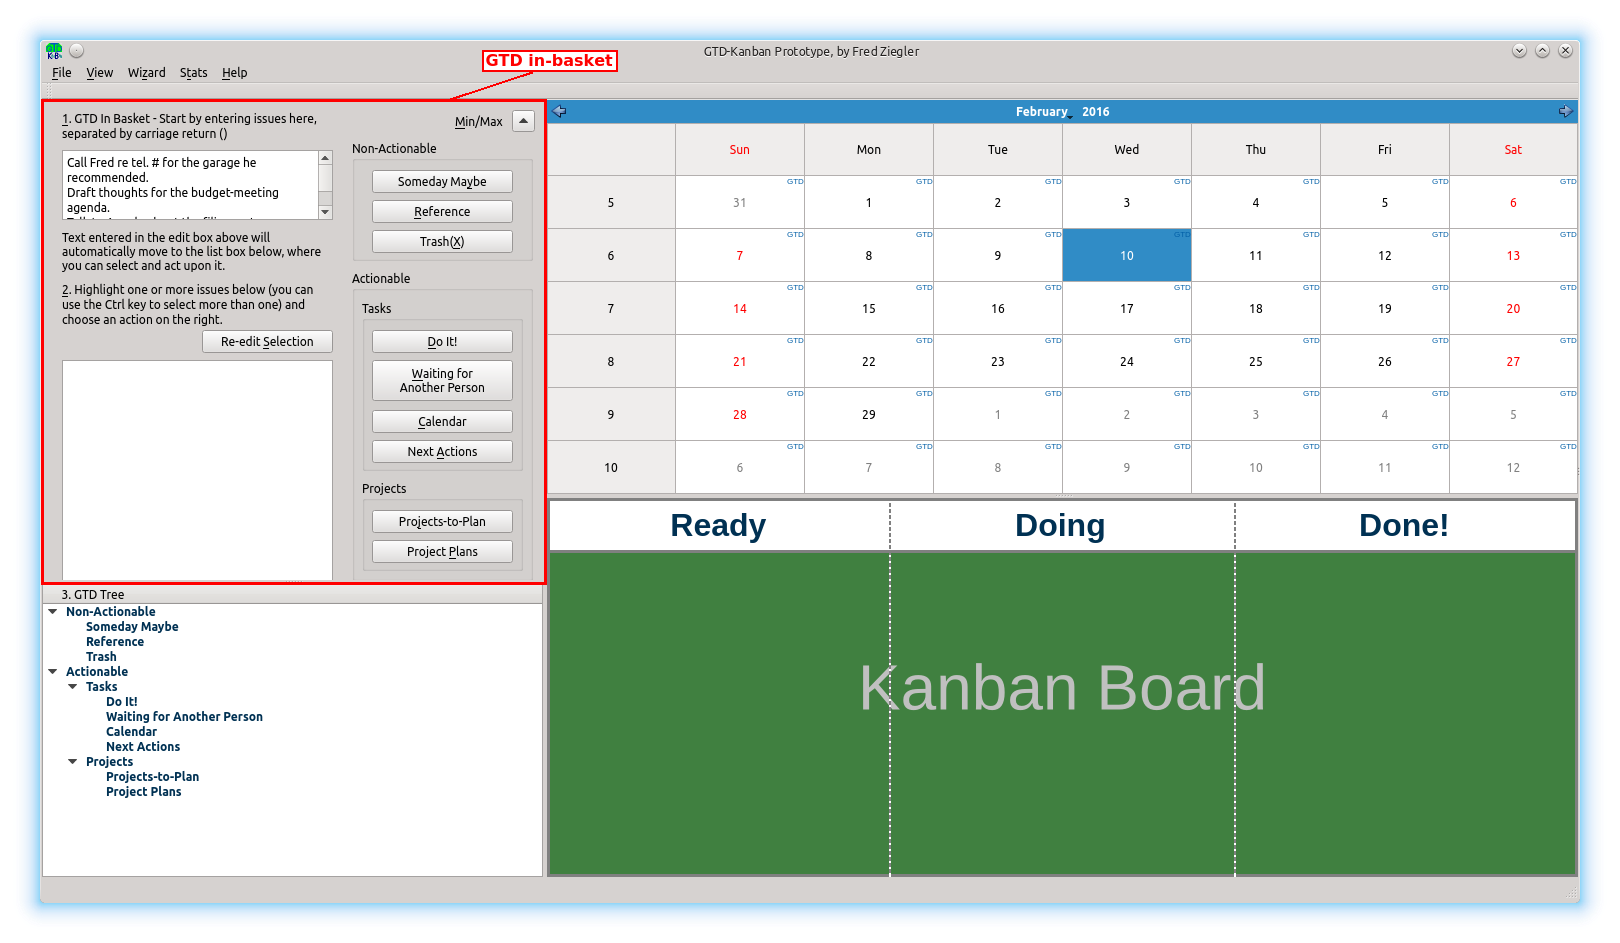 GTD-Kanban Prototype, by Fred Ziegler
File View Wizard Stats Help
GTD in-basket
1. GTD In Basket - Start by entering issues here,
separated by carriage return ()
Min/Max
Call Fred re tel. # for the garage he
recommended.
Draft thoughts for the budget-meeting
agenda.
Text entered in the edit box above will
automatically move to the list box below, where
you can select and act upon it.
2. Highlight one or more issues below (you can
use the Ctrl key to select more than one) and
choose an action on the right.
Re-edit Selection
Non-Actionable
Someday Maybe
Reference
Trash(X)
Actionable
Tasks
Do It!
Waiting for
Another Person
Calendar
Next Actions
Projects
Projects-to-Plan
Project Plans
3. GTD Tree
Non-Actionable
Someday Maybe
Reference
Trash
Actionable
Tasks
Do It!
Waiting for Another Person
Calendar
Next Actions
Projects
Projects-to-Plan
Project Plans
February 2016
Sun Mon Tue Wed Thu Fri Sat
GTD GTD GTD GTD GTD GTD GTD
5 31 1 2 3 4 5 6
GTD GTD GTD GTD GTD GTD GTD
6 7 8 9 10 11 12 13
GTD GTD GTD GTD GTD GTD GTD
7 14 15 16 17 18 19 20
GTD GTD GTD GTD GTD GTD GTD
8 21 22 23 24 25 26 27
GTD GTD GTD GTD GTD GTD GTD
9 28 29 1 2 3 4 5
GTD GTD GTD GTD GTD GTD GTD
10 6 7 8 9 10 11 12
Ready Doing Done!
Kanban Board